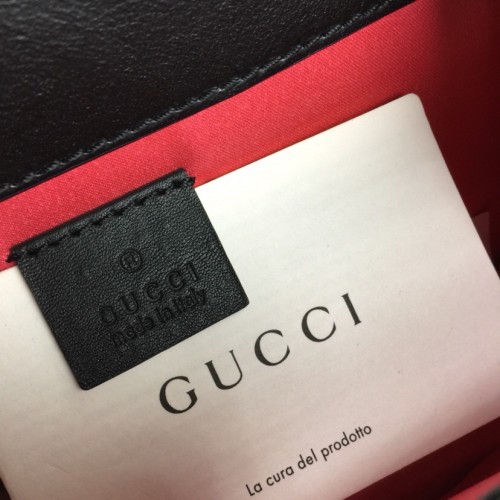 ®
GUCCI
made in italy
GUCCI
La cura del prodotto